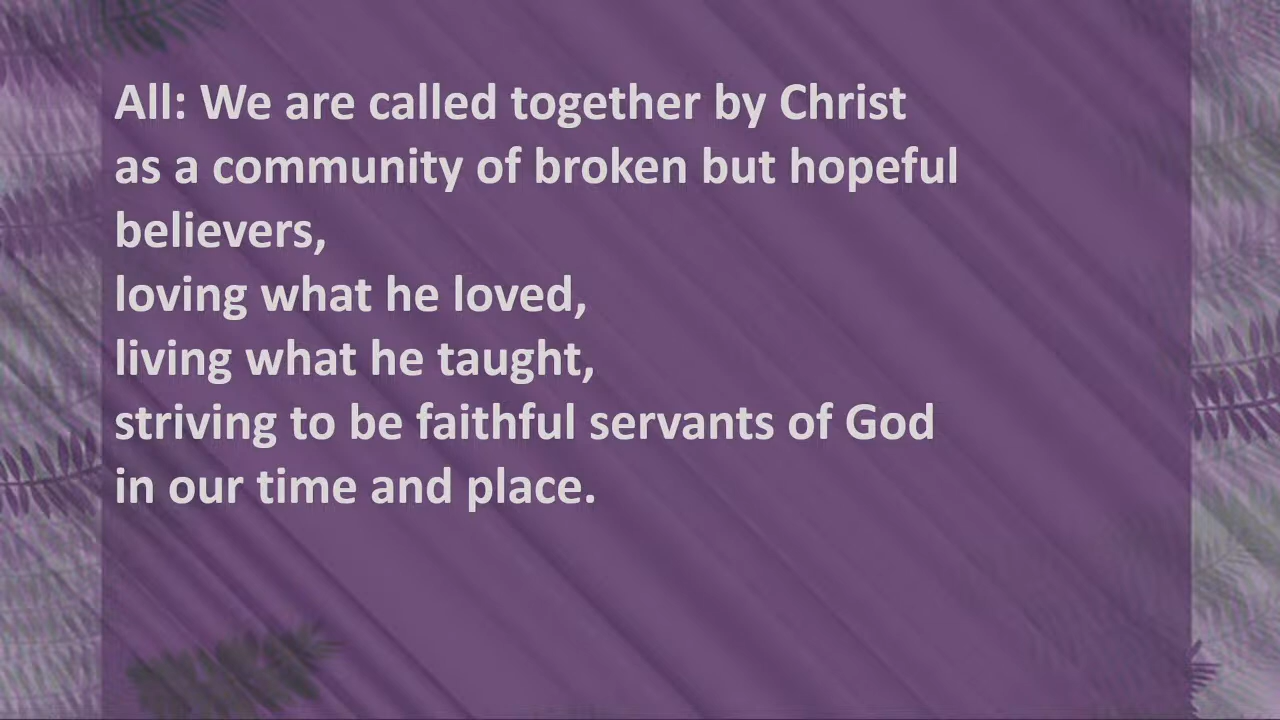 All: We are called together by Christ
as a community of broken but hopeful
believers,
loving what he loved,
living what he taught,
striving to be faithful servants of God
in our time and place.